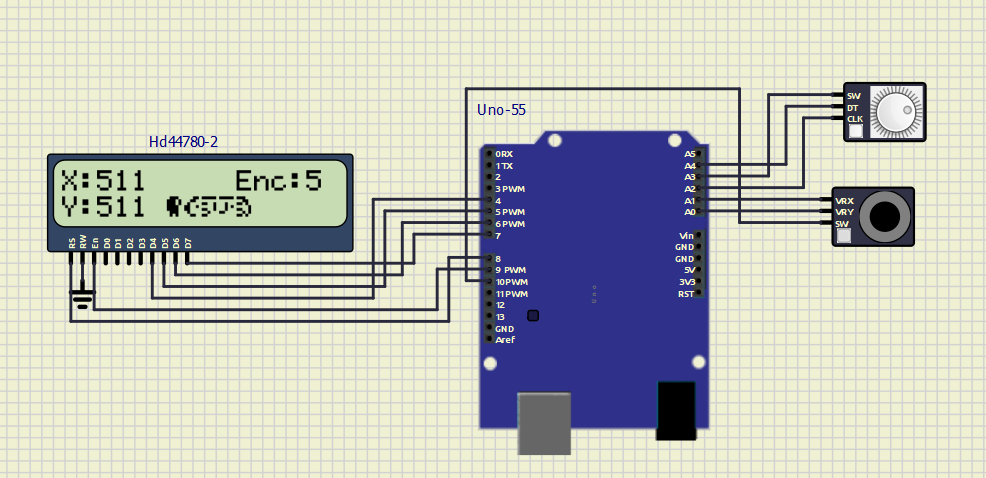 Uno-55
Hd44780-2
X:511 Enc:5
Y:511
RS RW En D0 D1 D2 D3 D4 D5 D6 D7
0RX
1 TX
2
3 PWM
4
5 PWM
6 PWM
7
8
9 PWM
10PWM
11PWM
12
13
GND
Aref
A5
A4
A3
A2
A1
A0
Vin
GND
GND
5V
3V3
RST
SW
DT
CLK
VRX
VRY
SW